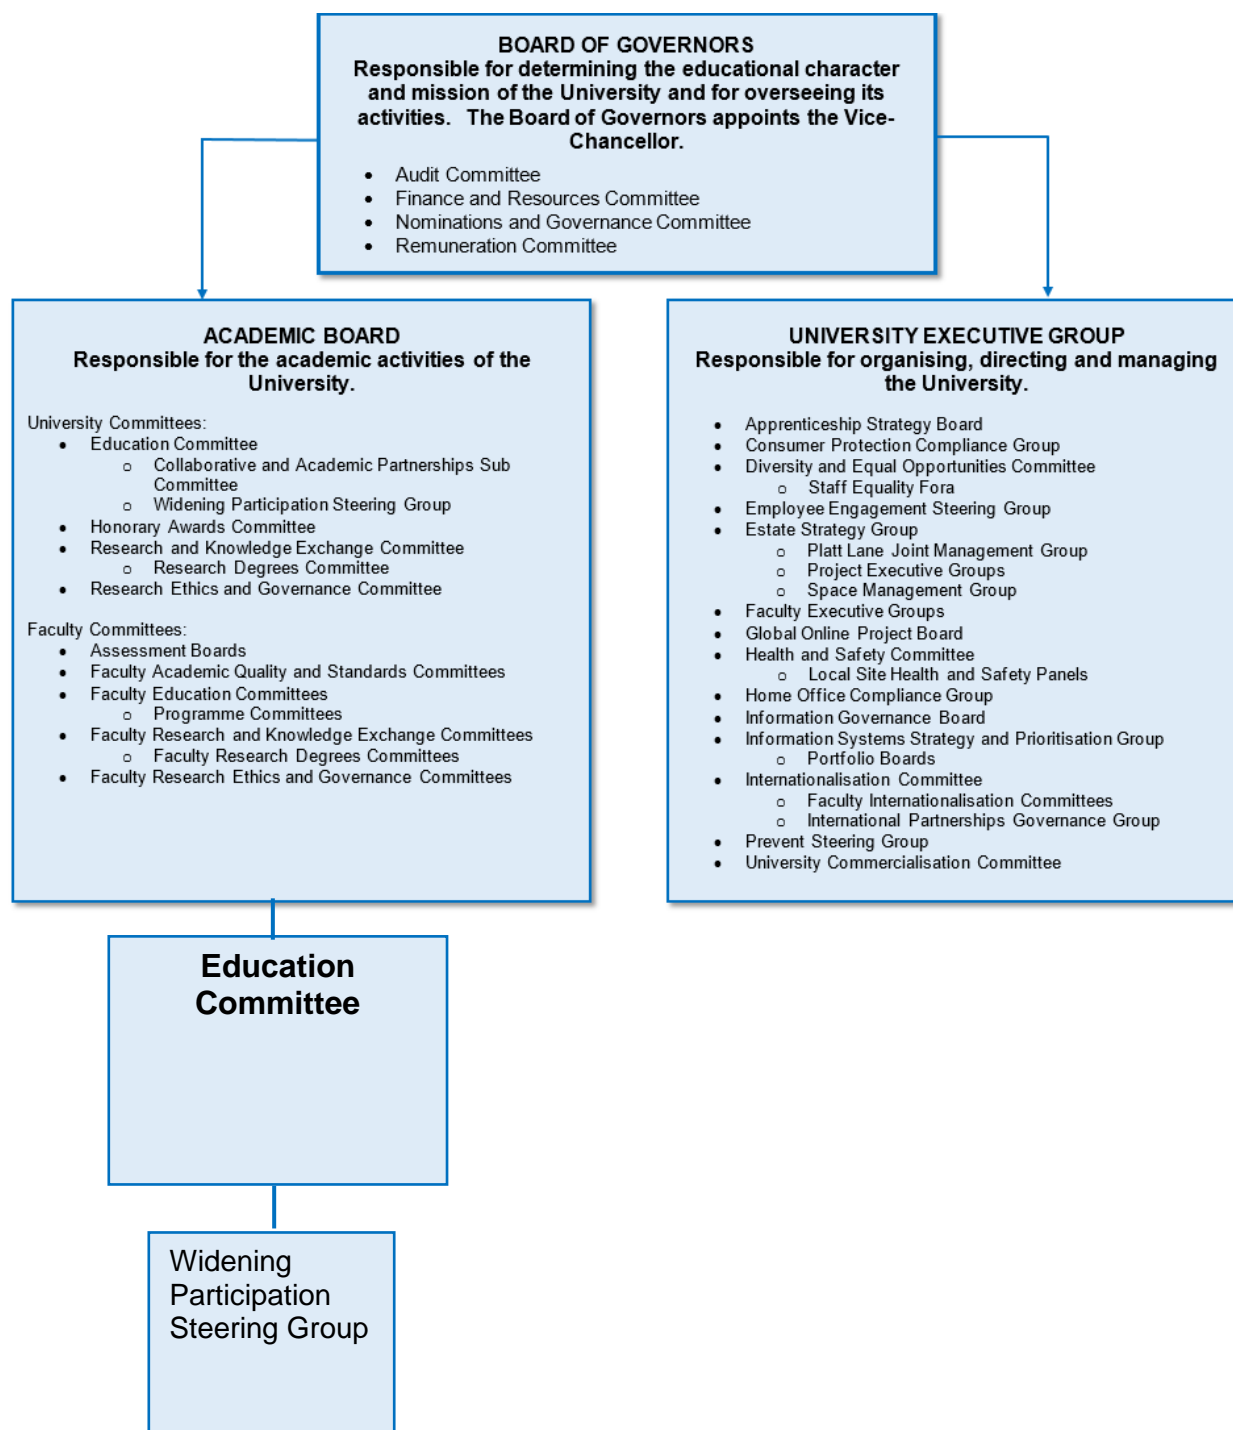 BOARD OF GOVERNORS
Responsible for determining the educational character
and mission of the University and for overseeing its
activities. The Board of Governors appoints the Vice-
Chancellor.
• Audit Committee
• Finance and Resources Committee
• Nominations and Governance Committee
• Remuneration Committee
ACADEMIC BOARD
Responsible for the academic activities of the
University.
University Committees:
• Education Committee
o Collaborative and Academic Partnerships Sub
Committee
o Widening Participation Steering Group
• Honorary Awards Committee
• Research and Knowledge Exchange Committee
o Research Degrees Committee
• Research Ethics and Governance Committee
Faculty Committees:
• Assessment Boards
• Faculty Academic Quality and Standards Committees
• Faculty Education Committees
o Programme Committees
• Faculty Research and Knowledge Exchange Committees
o Faculty Research Degrees Committees
• Faculty Research Ethics and Governance Committees
UNIVERSITY EXECUTIVE GROUP
Responsible for organising, directing and managing
the University.
• Apprenticeship Strategy Board
• Consumer Protection Compliance Group
• Diversity and Equal Opportunities Committee
o Staff Equality Fora
• Employee Engagement Steering Group
• Estate Strategy Group
o Platt Lane Joint Management Group
o Project Executive Groups
o Space Management Group
• Faculty Executive Groups
• Global Online Project Board
• Health and Safety Committee
o Local Site Health and Safety Panels
• Home Office Compliance Group
• Information Governance Board
• Information Systems Strategy and Prioritisation Group
o Portfolio Boards
• Internationalisation Committee
o Faculty Internationalisation Committees
o International Partnerships Governance Group
• Prevent Steering Group
• University Commercialisation Committee
Education
Committee
Widening
Participation
Steering Group